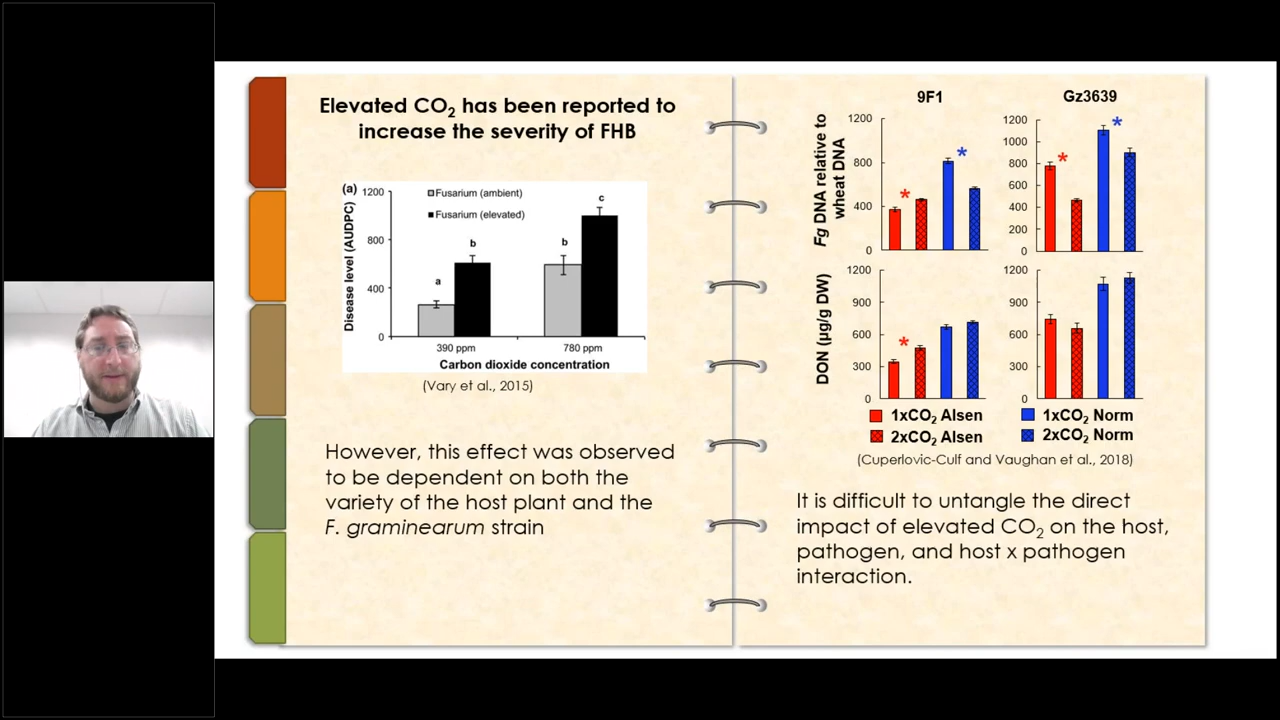 Elevated CO₂ has been reported to
increase the severity of FHB
(a)
1200
800
400
0
Disease level (AUDPC)
Fusarium (ambient)
Fusarium (elevated)
a
b
b
c
390 ppm
780 ppm
Carbon dioxide concentration
(Vary et al., 2015)
However, this effect was observed
to be dependent on both the
variety of the host plant and the
F. graminearum strain
9F1
Gz3639
Fg DNA relative to
wheat DNA
1200
800
400
0
*
*
1200
1000
800
600
400
200
0
*
*
DON (µg/g DW)
1200
900
600
300
0
*
1200
900
600
300
0
1xCO₂ Alsen
1xCO₂ Norm
2xCO₂ Alsen
2xCO₂ Norm
(Cuperlovic-Culf and Vaughan et al., 2018)
It is difficult to untangle the direct
impact of elevated CO₂ on the host,
pathogen, and host x pathogen
interaction.